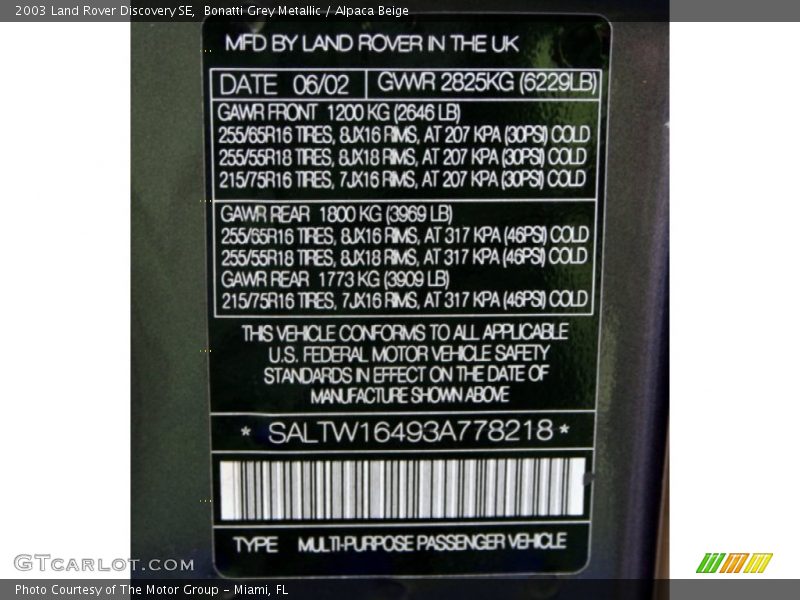 2003 Land Rover Discovery SE, Bonatti Grey Metallic / Alpaca Beige
MFD BY LAND ROVER IN THE UK
DATE 06/02 GVWR 2825KG (6229LB)
GAWR FRONT 1200 KG (2646 LB)
255/65R16 TIRES, 8JX16 RIMS, AT 207 KPA (30PSI) COLD
255/55R18 TIRES, 8JX18 RIMS, AT 207 KPA (30PSI) COLD
215/75R16 TIRES, 7JX16 RIMS, AT 207 KPA (30PSI) COLD
GAWR REAR 1800 KG (3969 LB)
255/65R16 TIRES, 8JX16 RIMS, AT 317 KPA (46PSI) COLD
255/55R18 TIRES, 8JX18 RIMS, AT 317 KPA (46PSI) COLD
GAWR REAR 1773 KG (3909 LB)
215/75R16 TIRES, 7JX16 RIMS, AT 317 KPA (46PSI) COLD
THIS VEHICLE CONFORMS TO ALL APPLICABLE
U.S. FEDERAL MOTOR VEHICLE SAFETY
STANDARDS IN EFFECT ON THE DATE OF
MANUFACTURE SHOWN ABOVE
* SALTW16493A778218 *
TYPE MULTI-PURPOSE PASSENGER VEHICLE
GTCARLOT.COM
Photo Courtesy of The Motor Group – Miami, FL